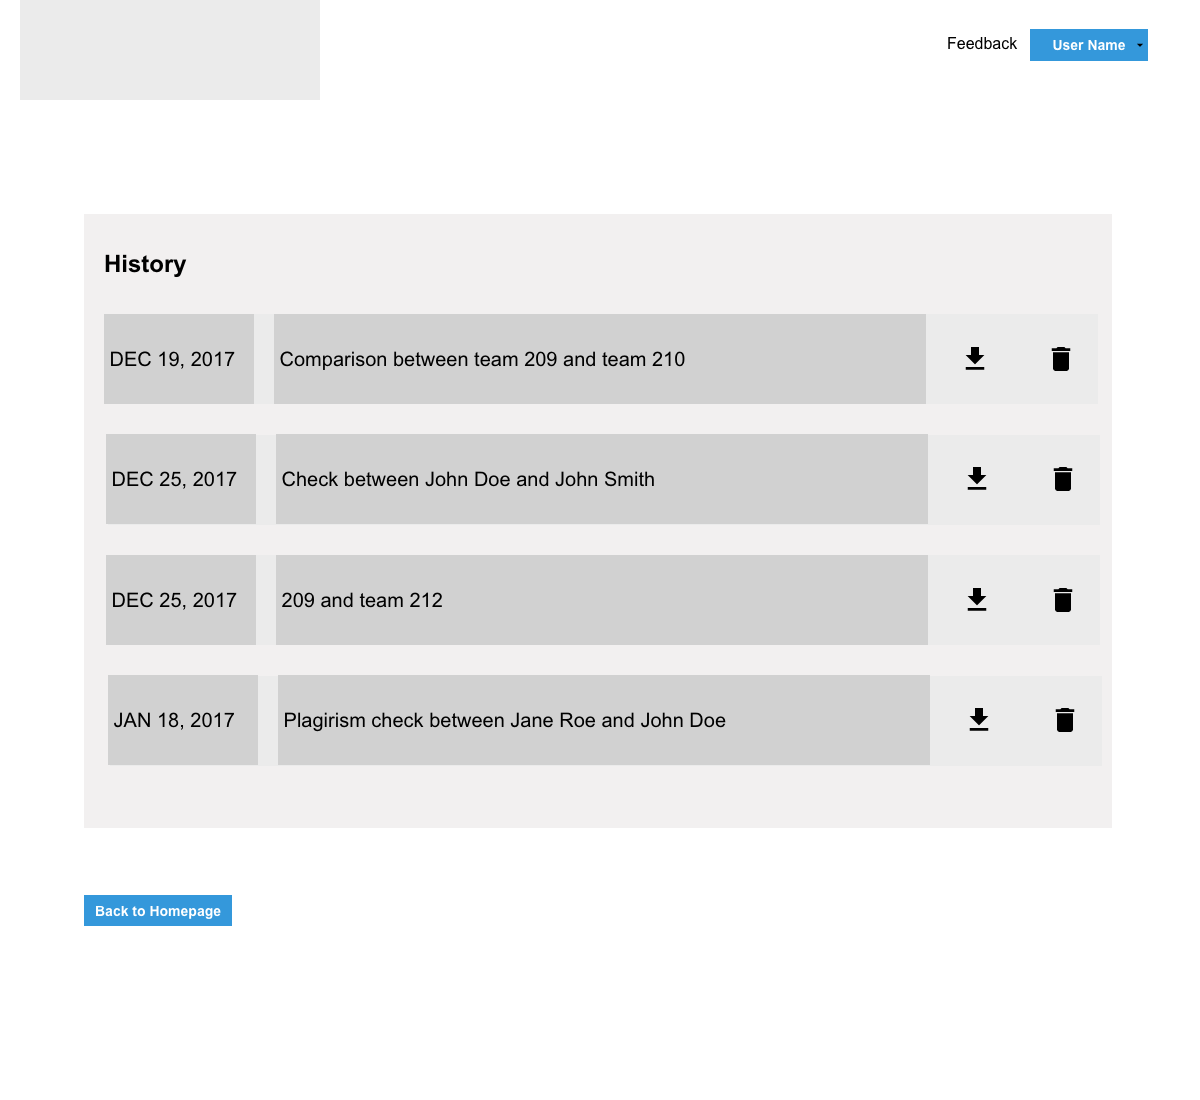 Feedback
User Name
History
DEC 19, 2017
Comparison between team 209 and team 210
DEC 25, 2017
Check between John Doe and John Smith
DEC 25, 2017
209 and team 212
JAN 18, 2017
Plagirism check between Jane Roe and John Doe
Back to Homepage